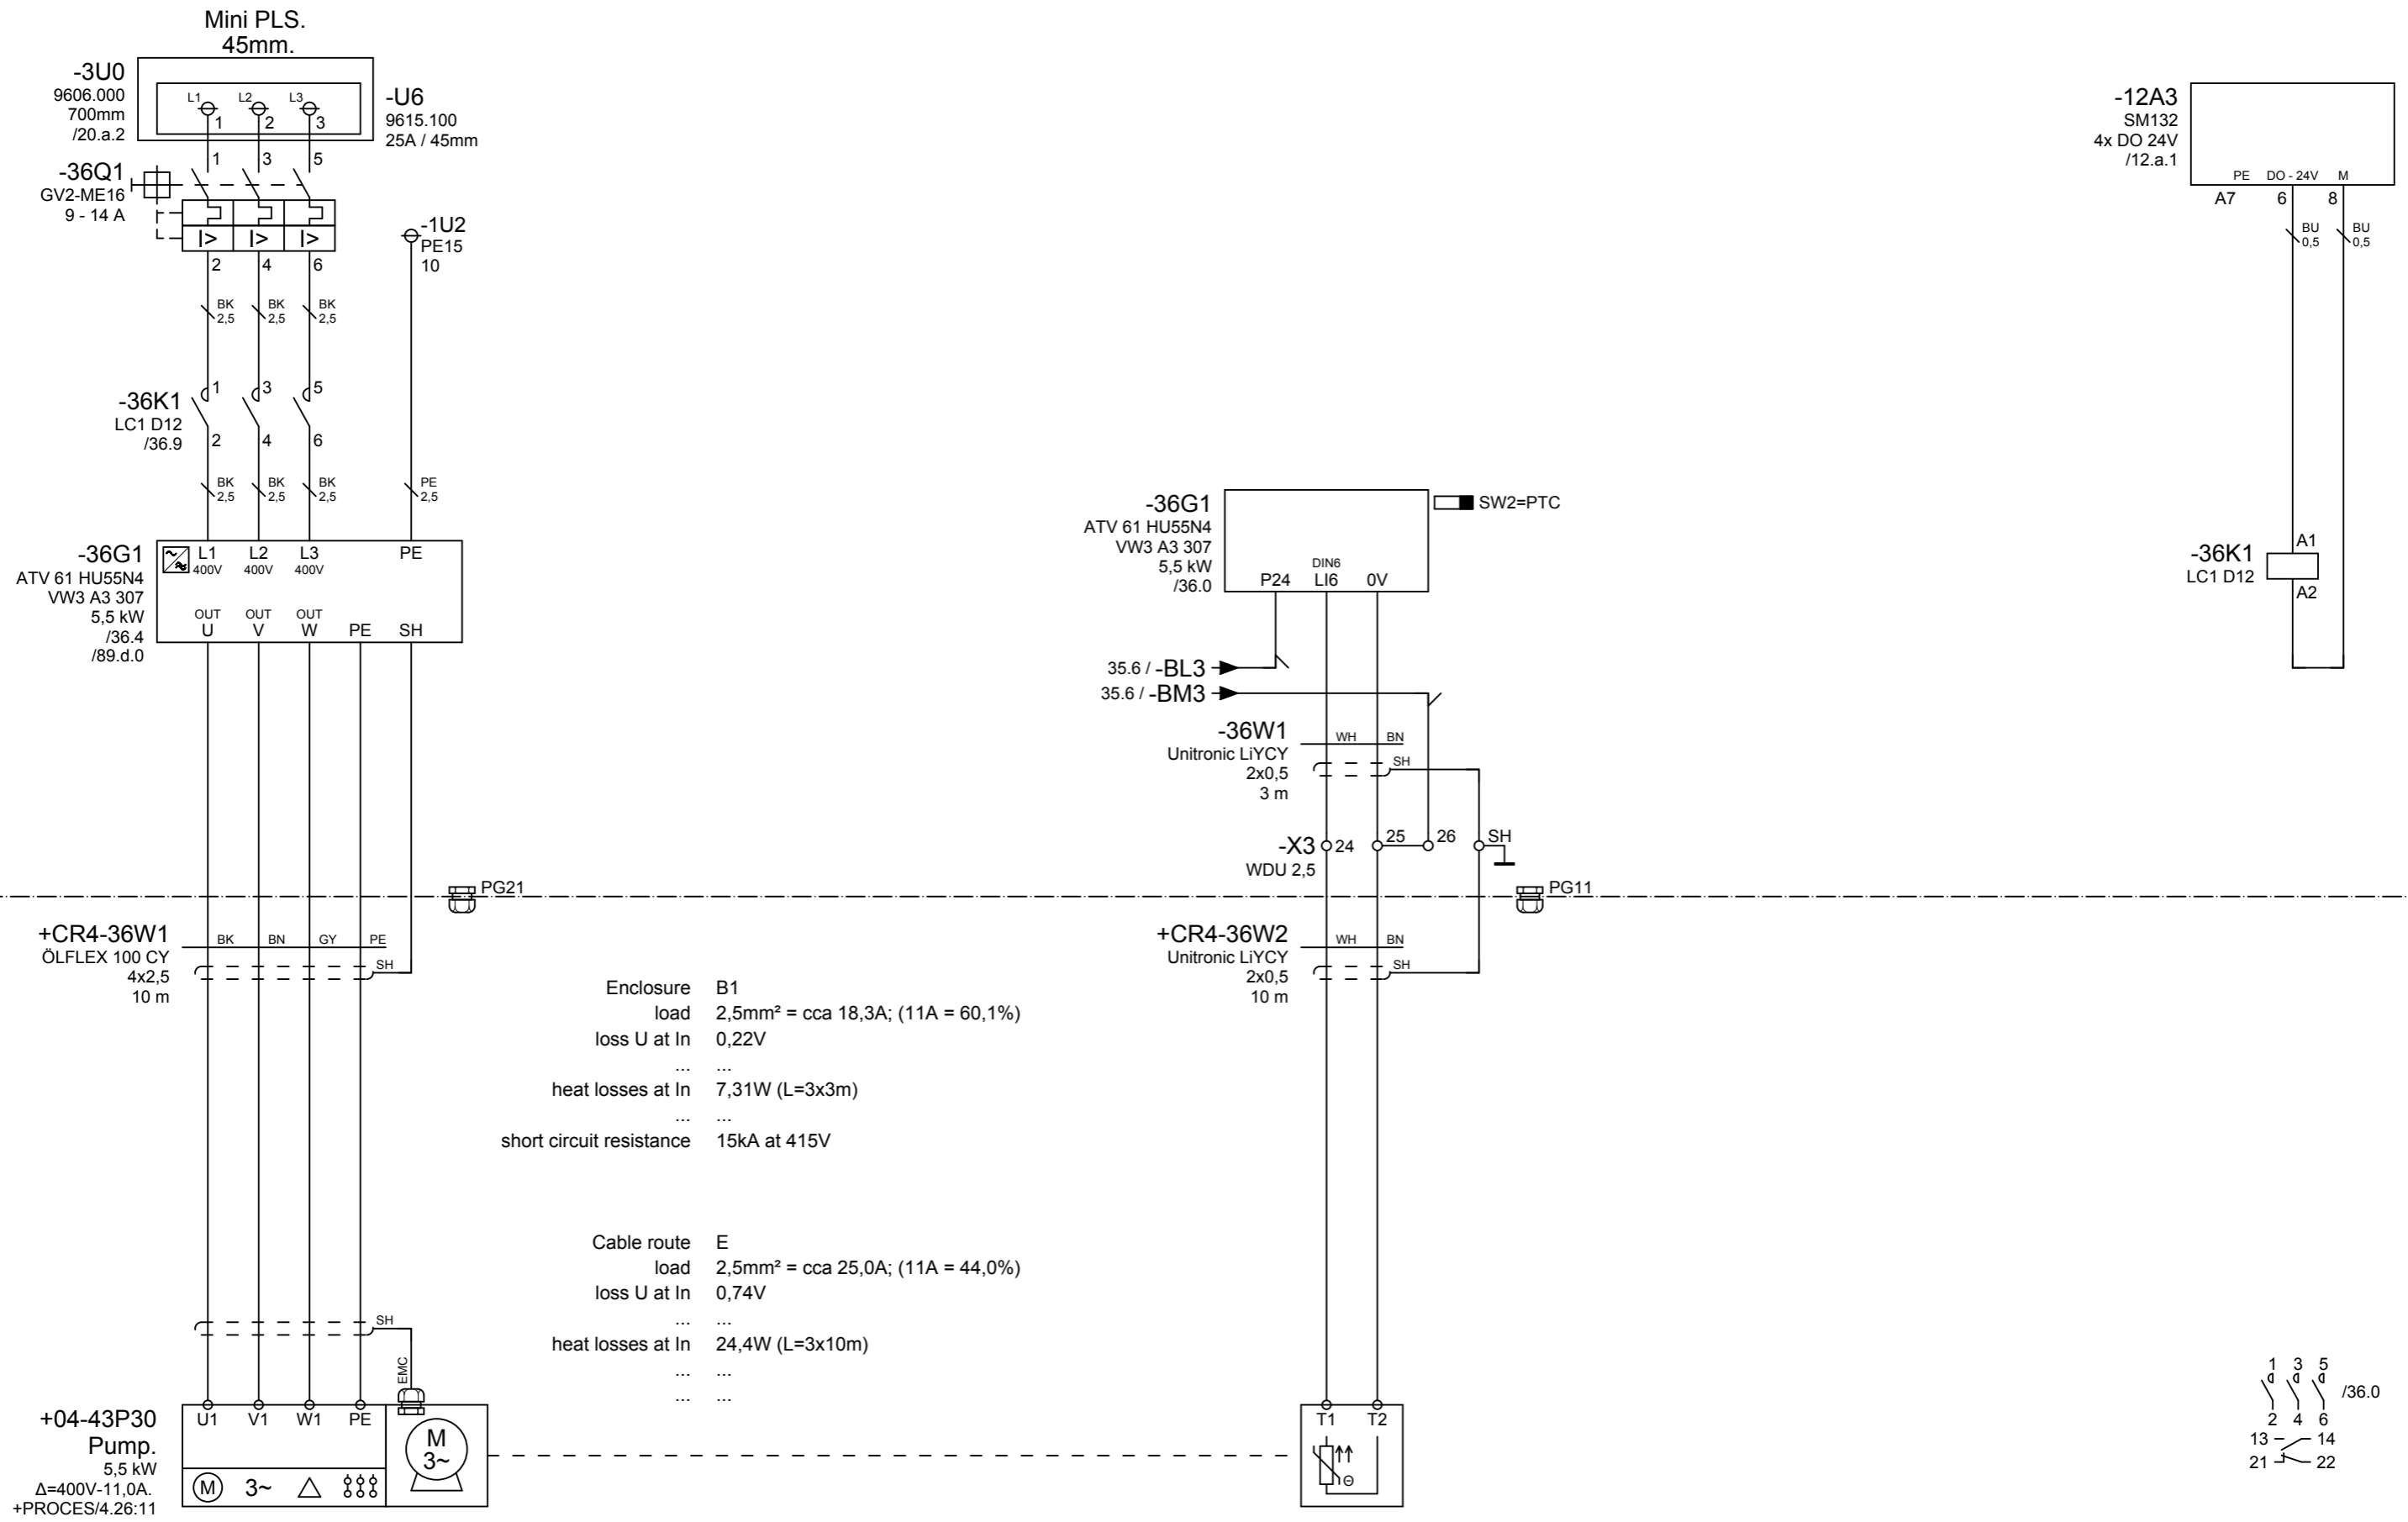 Mini PLS.
45mm.
-3U0
9606.000
700mm
/20.a.2
L1 L2 L3
1 2 3
-U6
9615.100
25A / 45mm
-36Q1
GV2-ME16
9 - 14 A
1 3 5
I> I> I>
2 4 6
-1U2
PE15
10
BK
2,5
BK
2,5
BK
2,5
-36K1
LC1 D12
/36.9
1 3 5
2 4 6
BK
2,5
BK
2,5
BK
2,5
PE
2,5
-36G1
ATV 61 HU55N4
VW3 A3 307
5,5 kW
/36.4
/89.d.0
L1 L2 L3 PE
400V 400V 400V
OUT OUT OUT
U V W PE SH
PG21
+CR4-36W1
ÖLFLEX 100 CY
4x2,5
10 m
BK BN GY PE
SH
Enclosure B1
load 2,5mm² = cca 18,3A; (11A = 60,1%)
loss U at In 0,22V
... ...
heat losses at In 7,31W (L=3x3m)
... ...
short circuit resistance 15kA at 415V
Cable route E
load 2,5mm² = cca 25,0A; (11A = 44,0%)
loss U at In 0,74V
... ...
heat losses at In 24,4W (L=3x10m)
... ...
... ...
SH
EMC
+04-43P30
Pump.
5,5 kW
Δ=400V-11,0A.
+PROCES/4.26:11
U1 V1 W1 PE
M 3~
M
3~
-36G1
ATV 61 HU55N4
VW3 A3 307
5,5 kW
/36.0
SW2=PTC
DIN6
P24 LI6 0V
35.6 / -BL3
35.6 / -BM3
-36W1
Unitronic LiYCY
2x0,5
3 m
WH BN
SH
-X3
WDU 2,5
24 25 26 SH
PG11
+CR4-36W2
Unitronic LiYCY
2x0,5
10 m
WH BN
SH
T1 T2
Θ
-12A3
SM132
4x DO 24V
/12.a.1
PE DO - 24V M
A7 6 8
BU
0,5
BU
0,5
-36K1
LC1 D12
A1
A2
1 3 5
/36.0
2 4 6
13 14
21 22